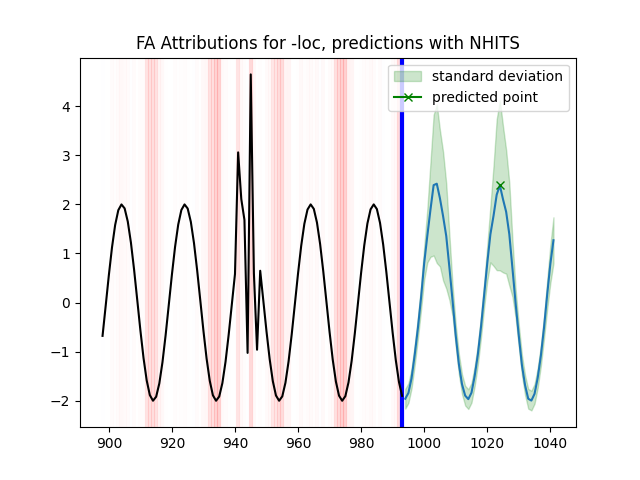 FA Attributions for -loc, predictions with NHITS
standard deviation
predicted point
4
3
2
1
0
−1
−2
900 920 940 960 980 1000 1020 1040